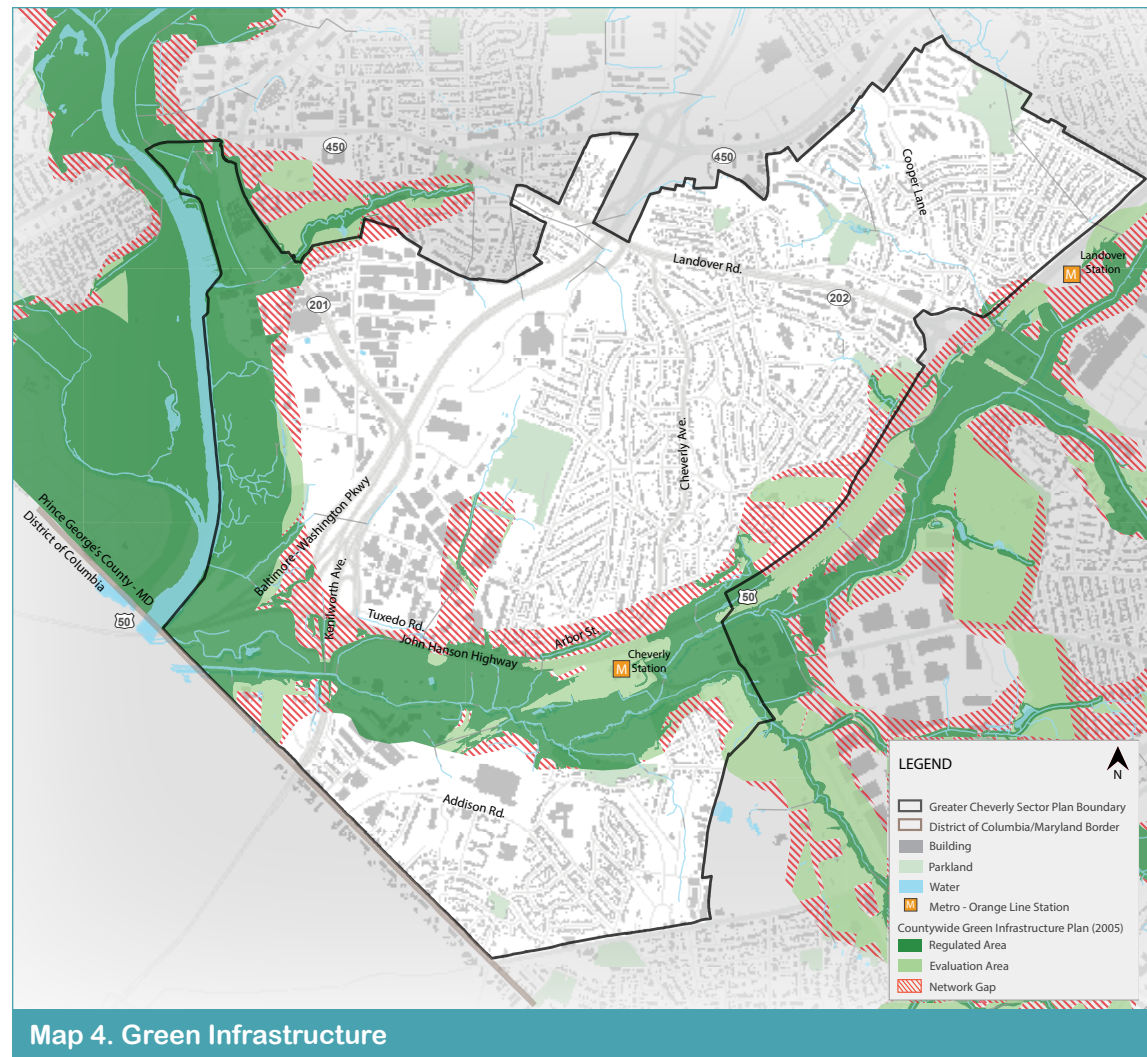 450
450
Cooper Lane
Landover
Station
M
Landover Rd.
201
202
Cheverly Ave.
Baltimore - Washington Pkwy
Prince George's County - MD
District of Columbia
Kenilworth Ave.
50
50
Tuxedo Rd.
Arbor St.
John Hanson Highway
Cheverly
Station
M
Addison Rd.
LEGEND
N
Greater Cheverly Sector Plan Boundary
District of Columbia/Maryland Border
Building
Parkland
Water
M Metro - Orange Line Station
Countywide Green Infrastructure Plan (2005)
Regulated Area
Evaluation Area
Network Gap
Map 4. Green Infrastructure